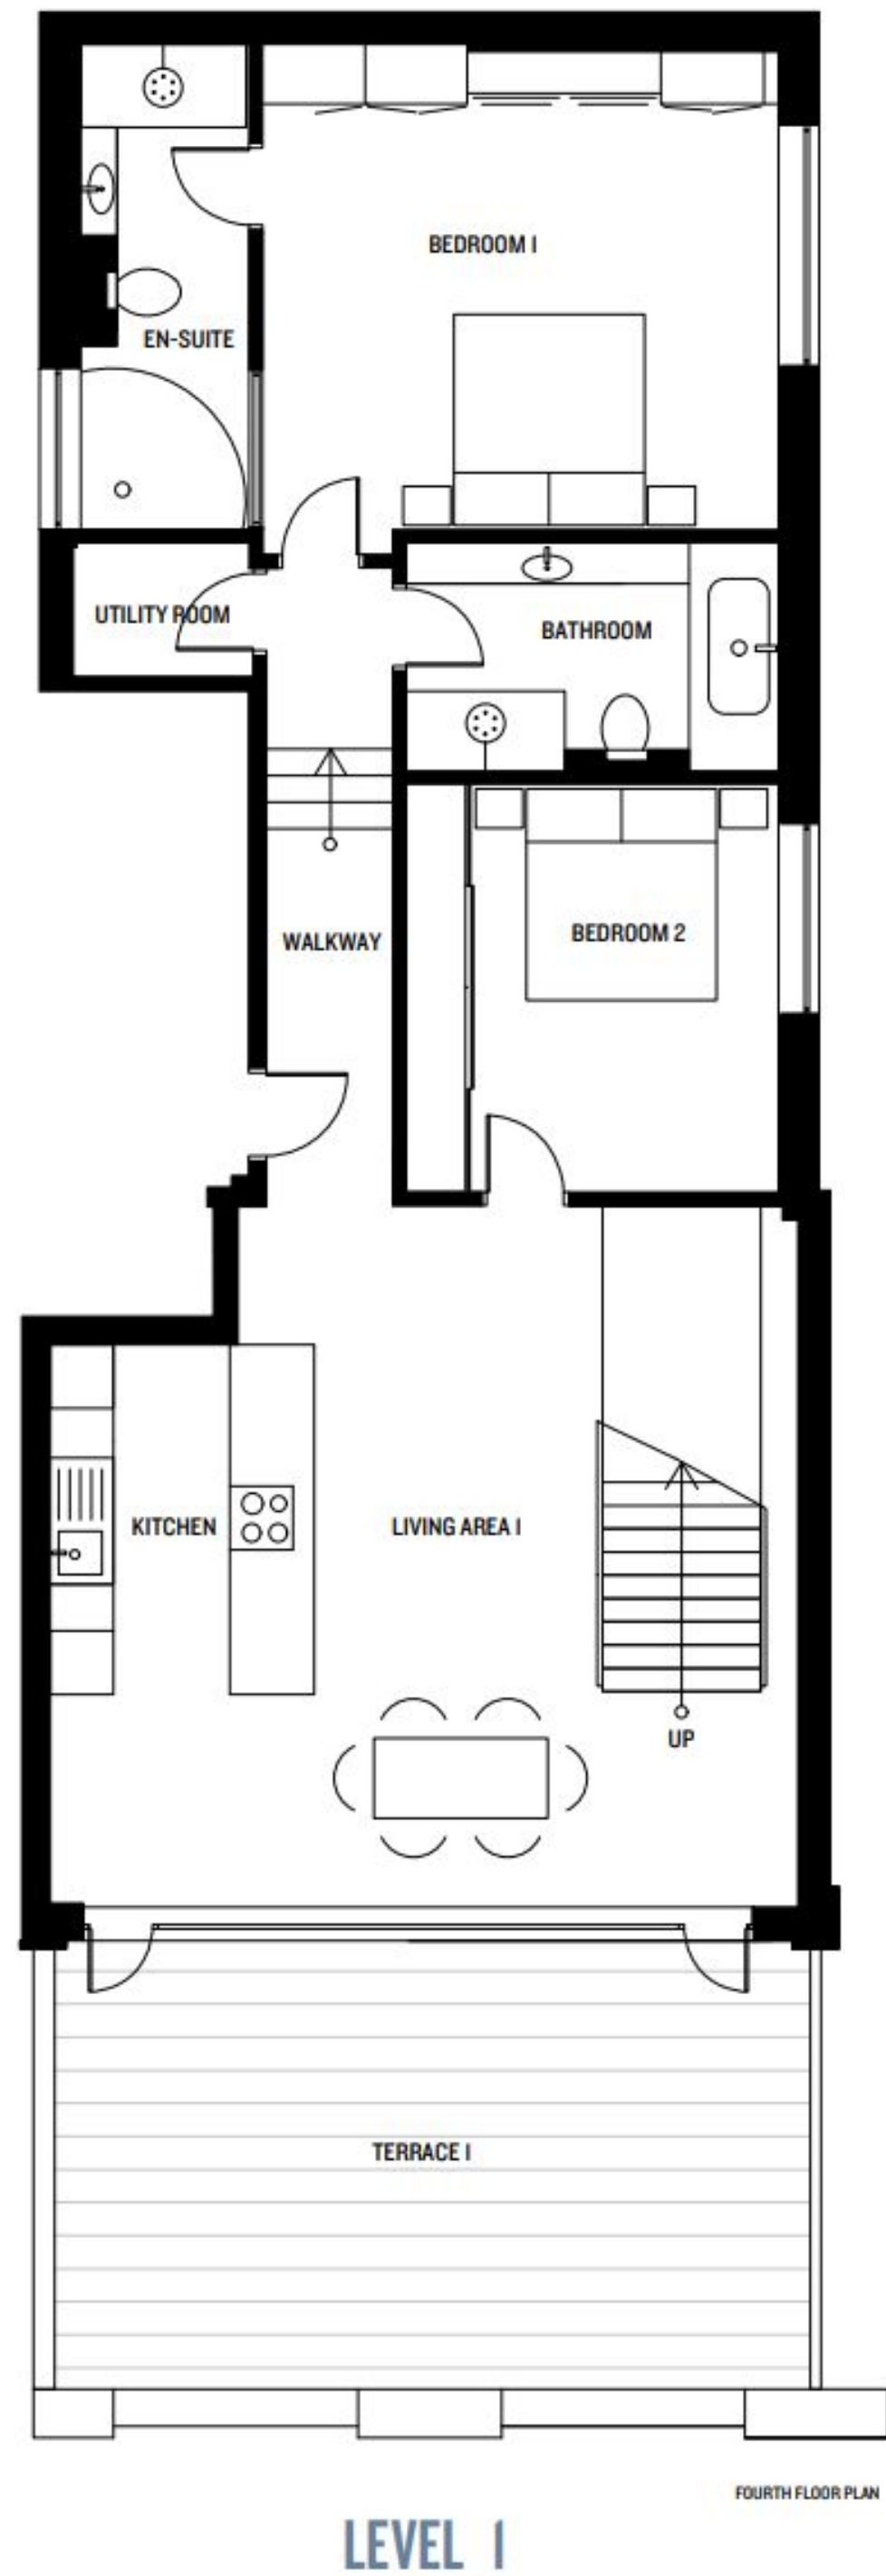 BEDROOM 1
EN-SUITE
UTILITY ROOM
BATHROOM
BEDROOM 2
WALKWAY
KITCHEN
LIVING AREA 1
UP
TERRACE 1
FOURTH FLOOR PLAN
LEVEL 1